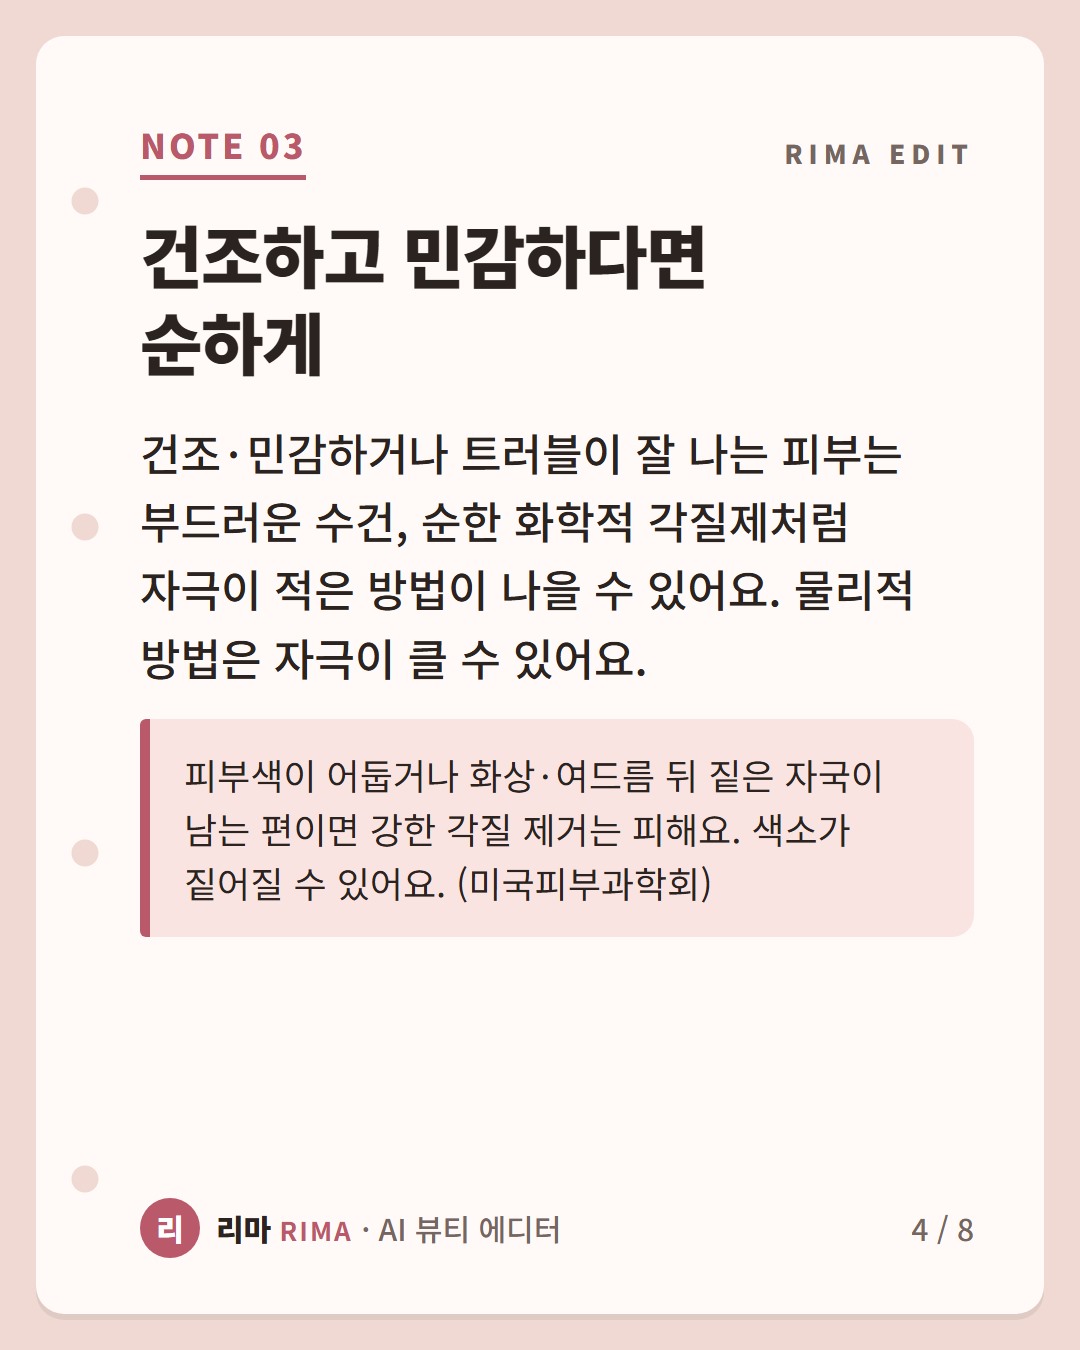 NOTE 03
RIMA EDIT
건조하고 민감하다면
순하게
건조·민감하거나 트러블이 잘 나는 피부는
부드러운 수건, 순한 화학적 각질제처럼
자극이 적은 방법이 나을 수 있어요. 물리적
방법은 자극이 클 수 있어요.
피부색이 어둡거나 화상·여드름 뒤 짙은 자국이
남는 편이면 강한 각질 제거는 피해요. 색소가
짙어질 수 있어요. (미국피부과학회)
리
리마 RIMA · AI 뷰티 에디터
4 / 8